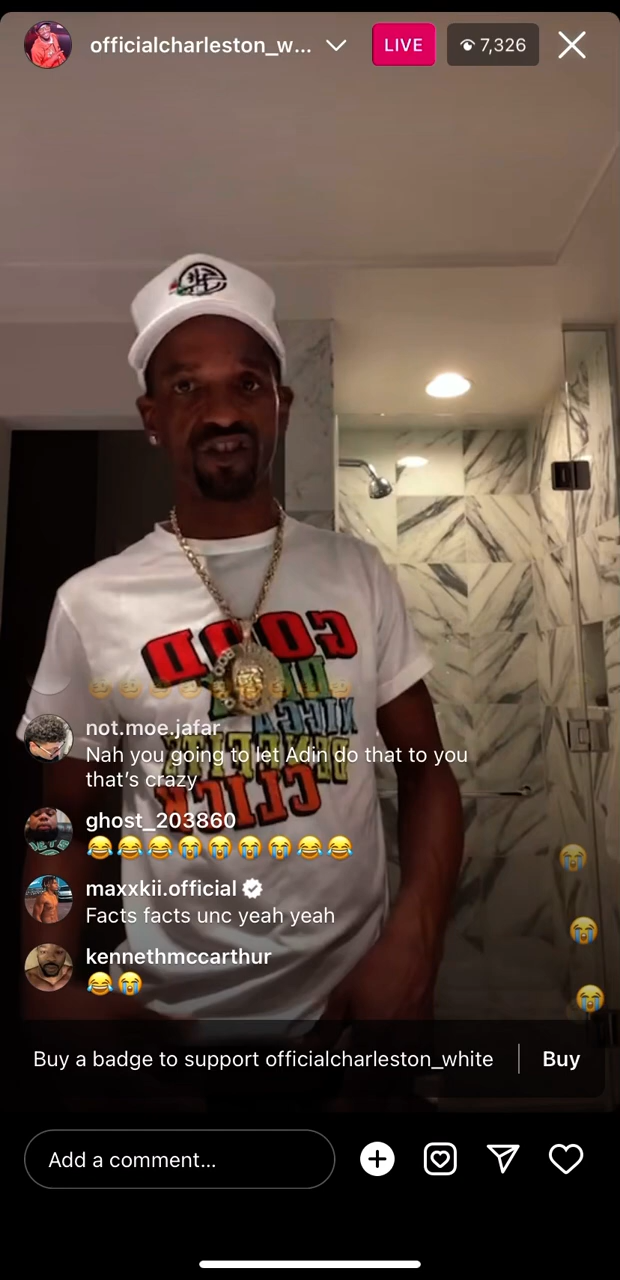 officialcharleston_w...
LIVE
7,326
GOOD
CLICK
not.moe.jafar
Nah you going to let Adin do that to you
that's crazy
ghost_203860
😂😂😂😭😭😭😭😂😂
maxxkii.official
Facts facts unc yeah yeah
kennethmccarthur
😂😭
Buy a badge to support officialcharleston_white
Buy
Add a comment...